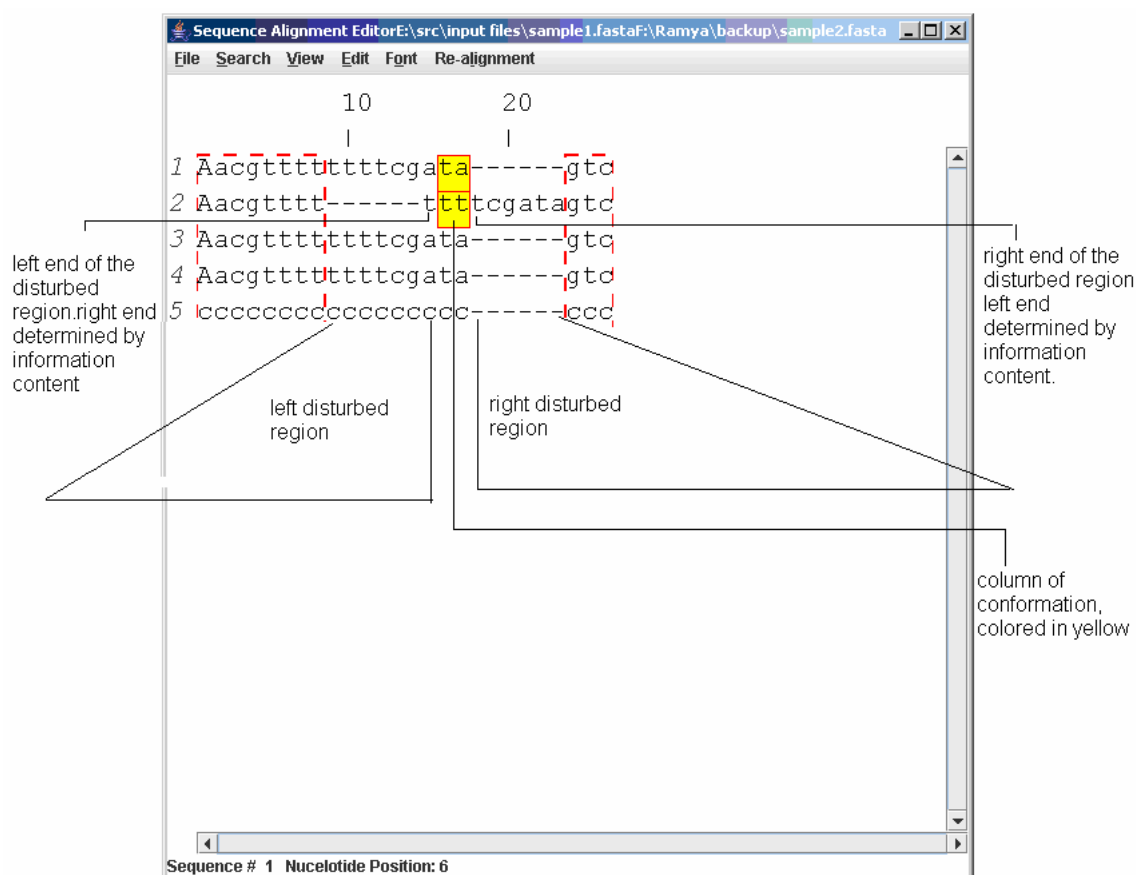 Sequence Alignment EditorE:\src\input files\sample1.fastaF:\Ramya\backup\sample2.fasta
File Search View Edit Font Re-alignment
10 20
1 Aacgttttttttcgata------gtc
2 Aacgtttt------ttttcgatagtc
3 Aacgttttttttcgata------gtc
4 Aacgttttttttcgata------gtc
5 ccccccccccccccccc------ccc
left end of the
disturbed
region.right end
determined by
information
content
right end of the
disturbed region
left end
determined by
information
content.
left disturbed
region
right disturbed
region
column of
conformation,
colored in yellow
Sequence # 1 Nucelotide Position: 6